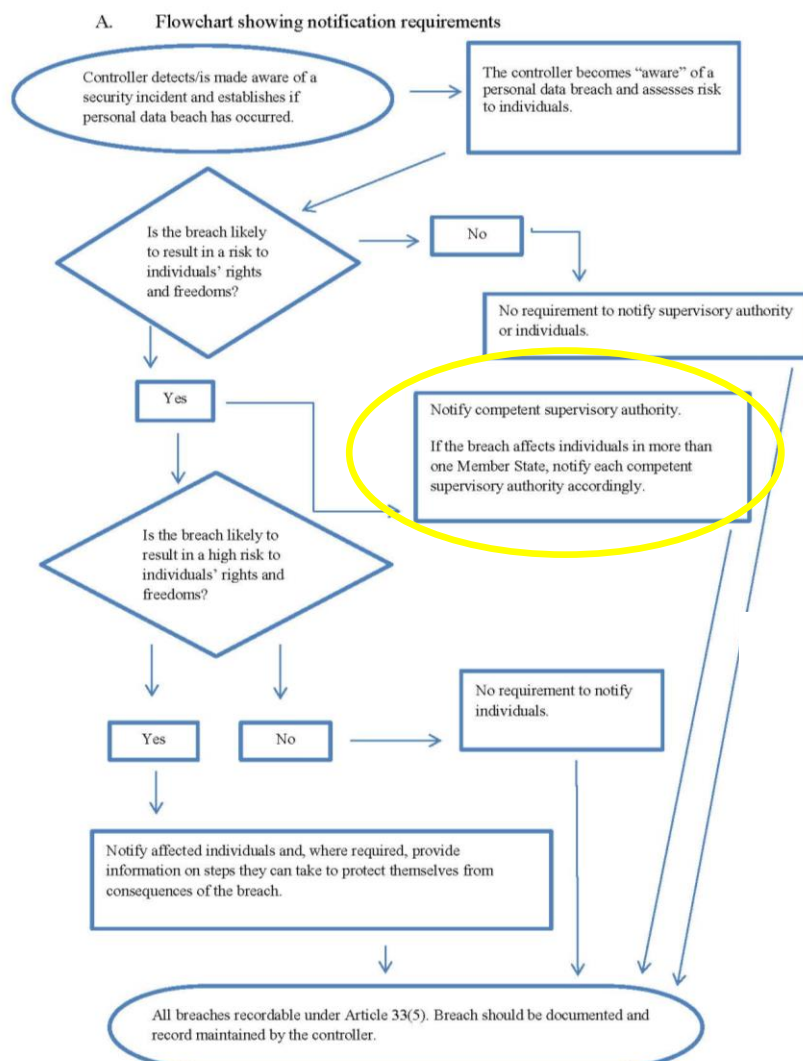 A. Flowchart showing notification requirements
Controller detects/is made aware of a
security incident and establishes if
personal data beach has occurred.
The controller becomes “aware” of a
personal data breach and assesses risk
to individuals.
Is the breach likely
to result in a risk to
individuals’ rights
and freedoms?
No
No requirement to notify supervisory authority
or individuals.
Yes
Notify competent supervisory authority.
If the breach affects individuals in more than
one Member State, notify each competent
supervisory authority accordingly.
Is the breach likely to
result in a high risk to
individuals’ rights and
freedoms?
Yes
No
No requirement to notify
individuals.
Notify affected individuals and, where required, provide
information on steps they can take to protect themselves from
consequences of the breach.
All breaches recordable under Article 33(5). Breach should be documented and
record maintained by the controller.